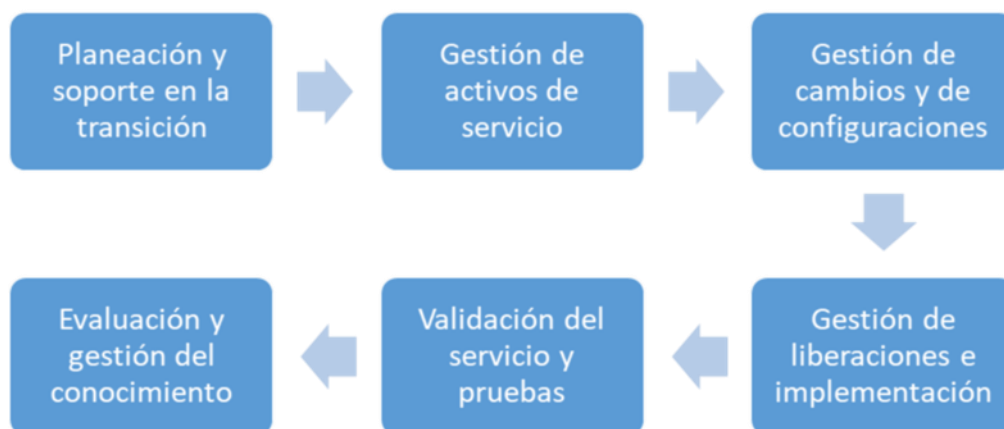 Planeación y
soporte en la
transición
Gestión de
activos de
servicio
Gestión de
cambios y de
configuraciones
Gestión de
liberaciones e
implementación
Validación del
servicio y
pruebas
Evaluación y
gestión del
conocimiento